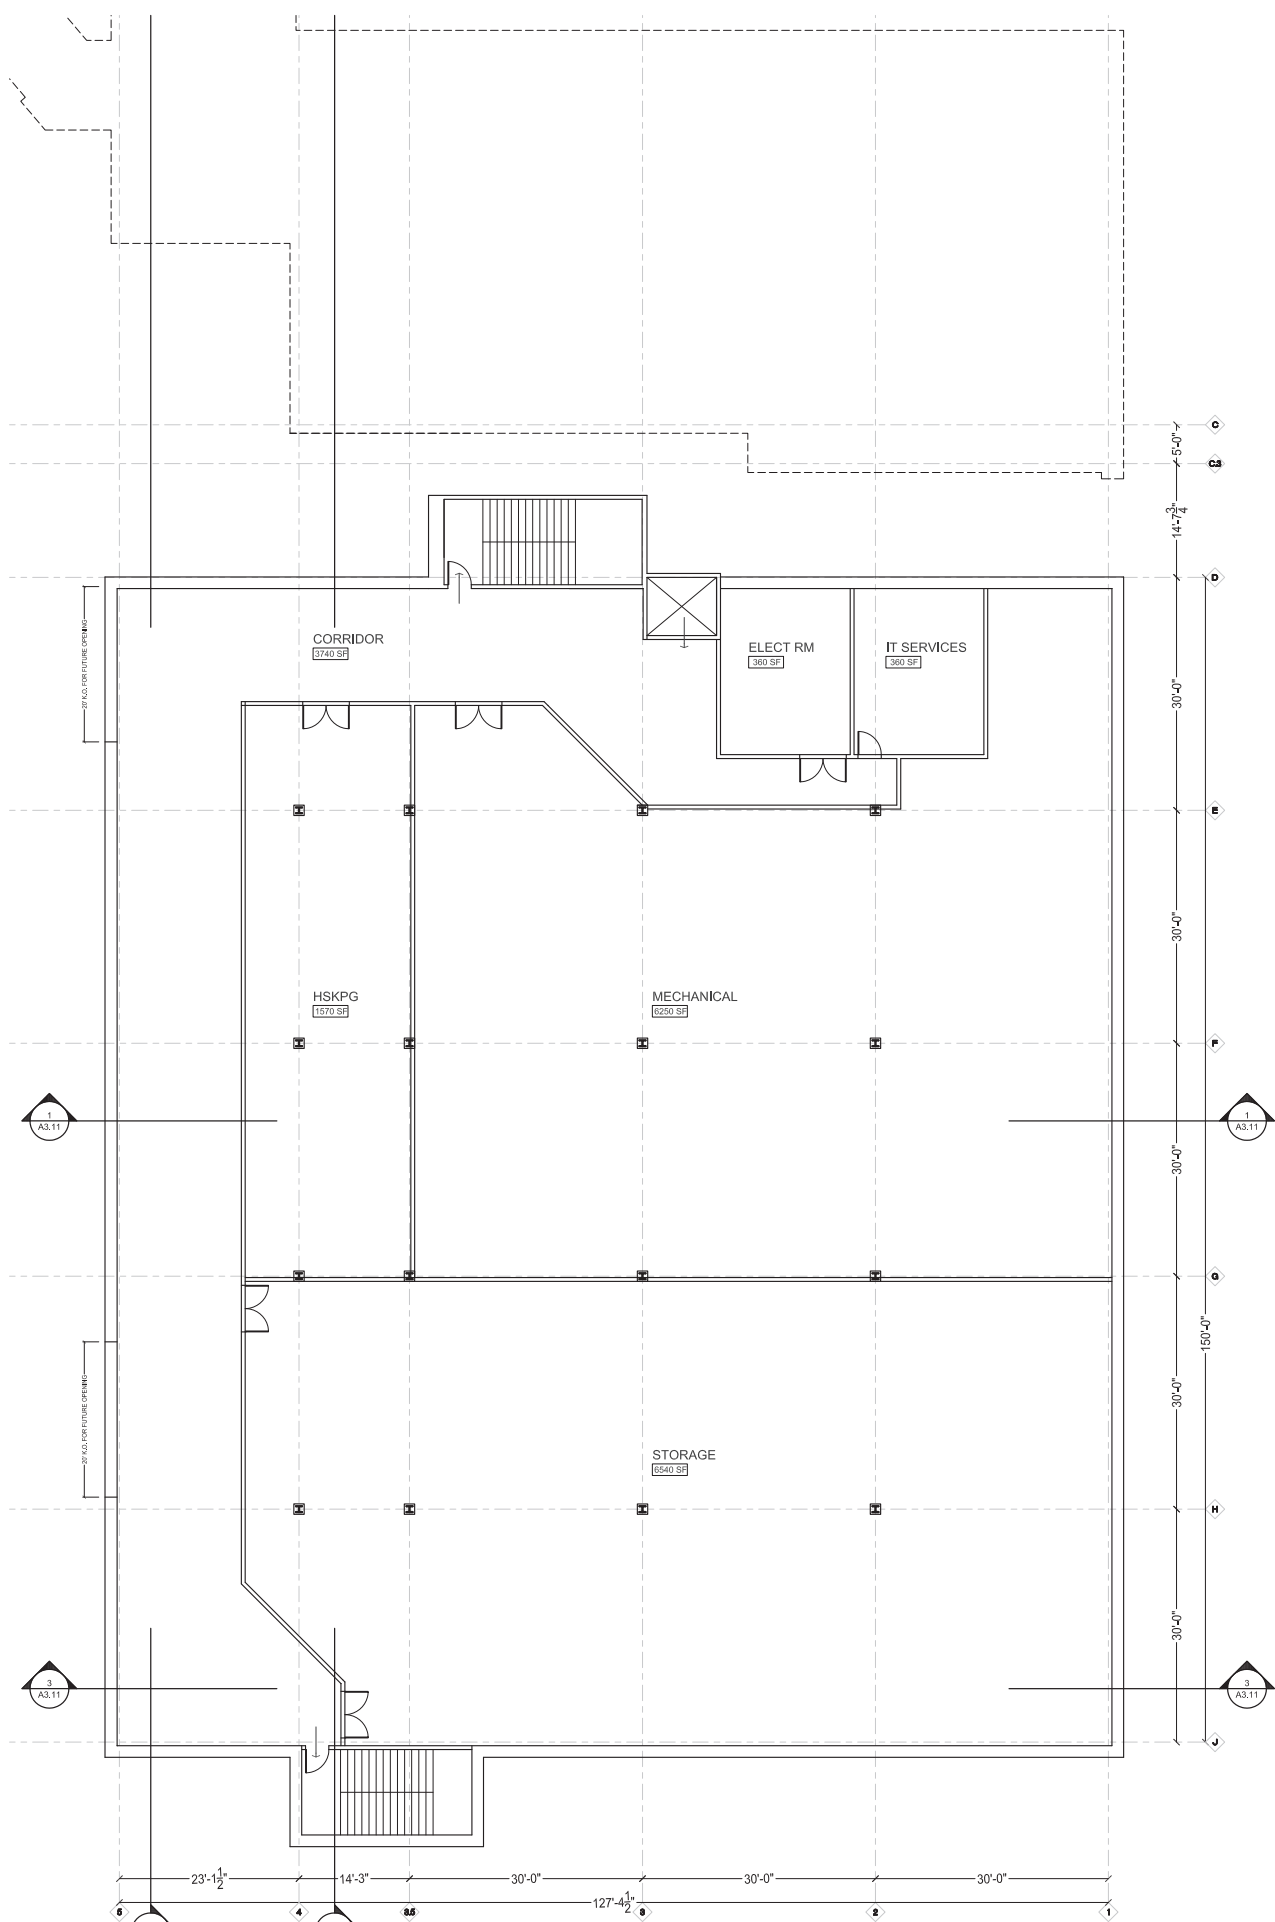 C
5'-0"
C.3
14'-7 3/4"
D
20' K.O. FOR FUTURE OPENING
CORRIDOR
3740 SF
ELECT RM
360 SF
IT SERVICES
360 SF
30'-0"
E
30'-0"
HSKPG
1570 SF
MECHANICAL
6250 SF
F
1
A3.11
1
A3.11
30'-0"
G
150'-0"
20' K.O. FOR FUTURE OPENING
30'-0"
STORAGE
6540 SF
H
30'-0"
3
A3.11
3
A3.11
J
23'-1 1/2"
14'-3"
30'-0"
30'-0"
30'-0"
127'-4 1/2"
5
4
3.5
3
2
1